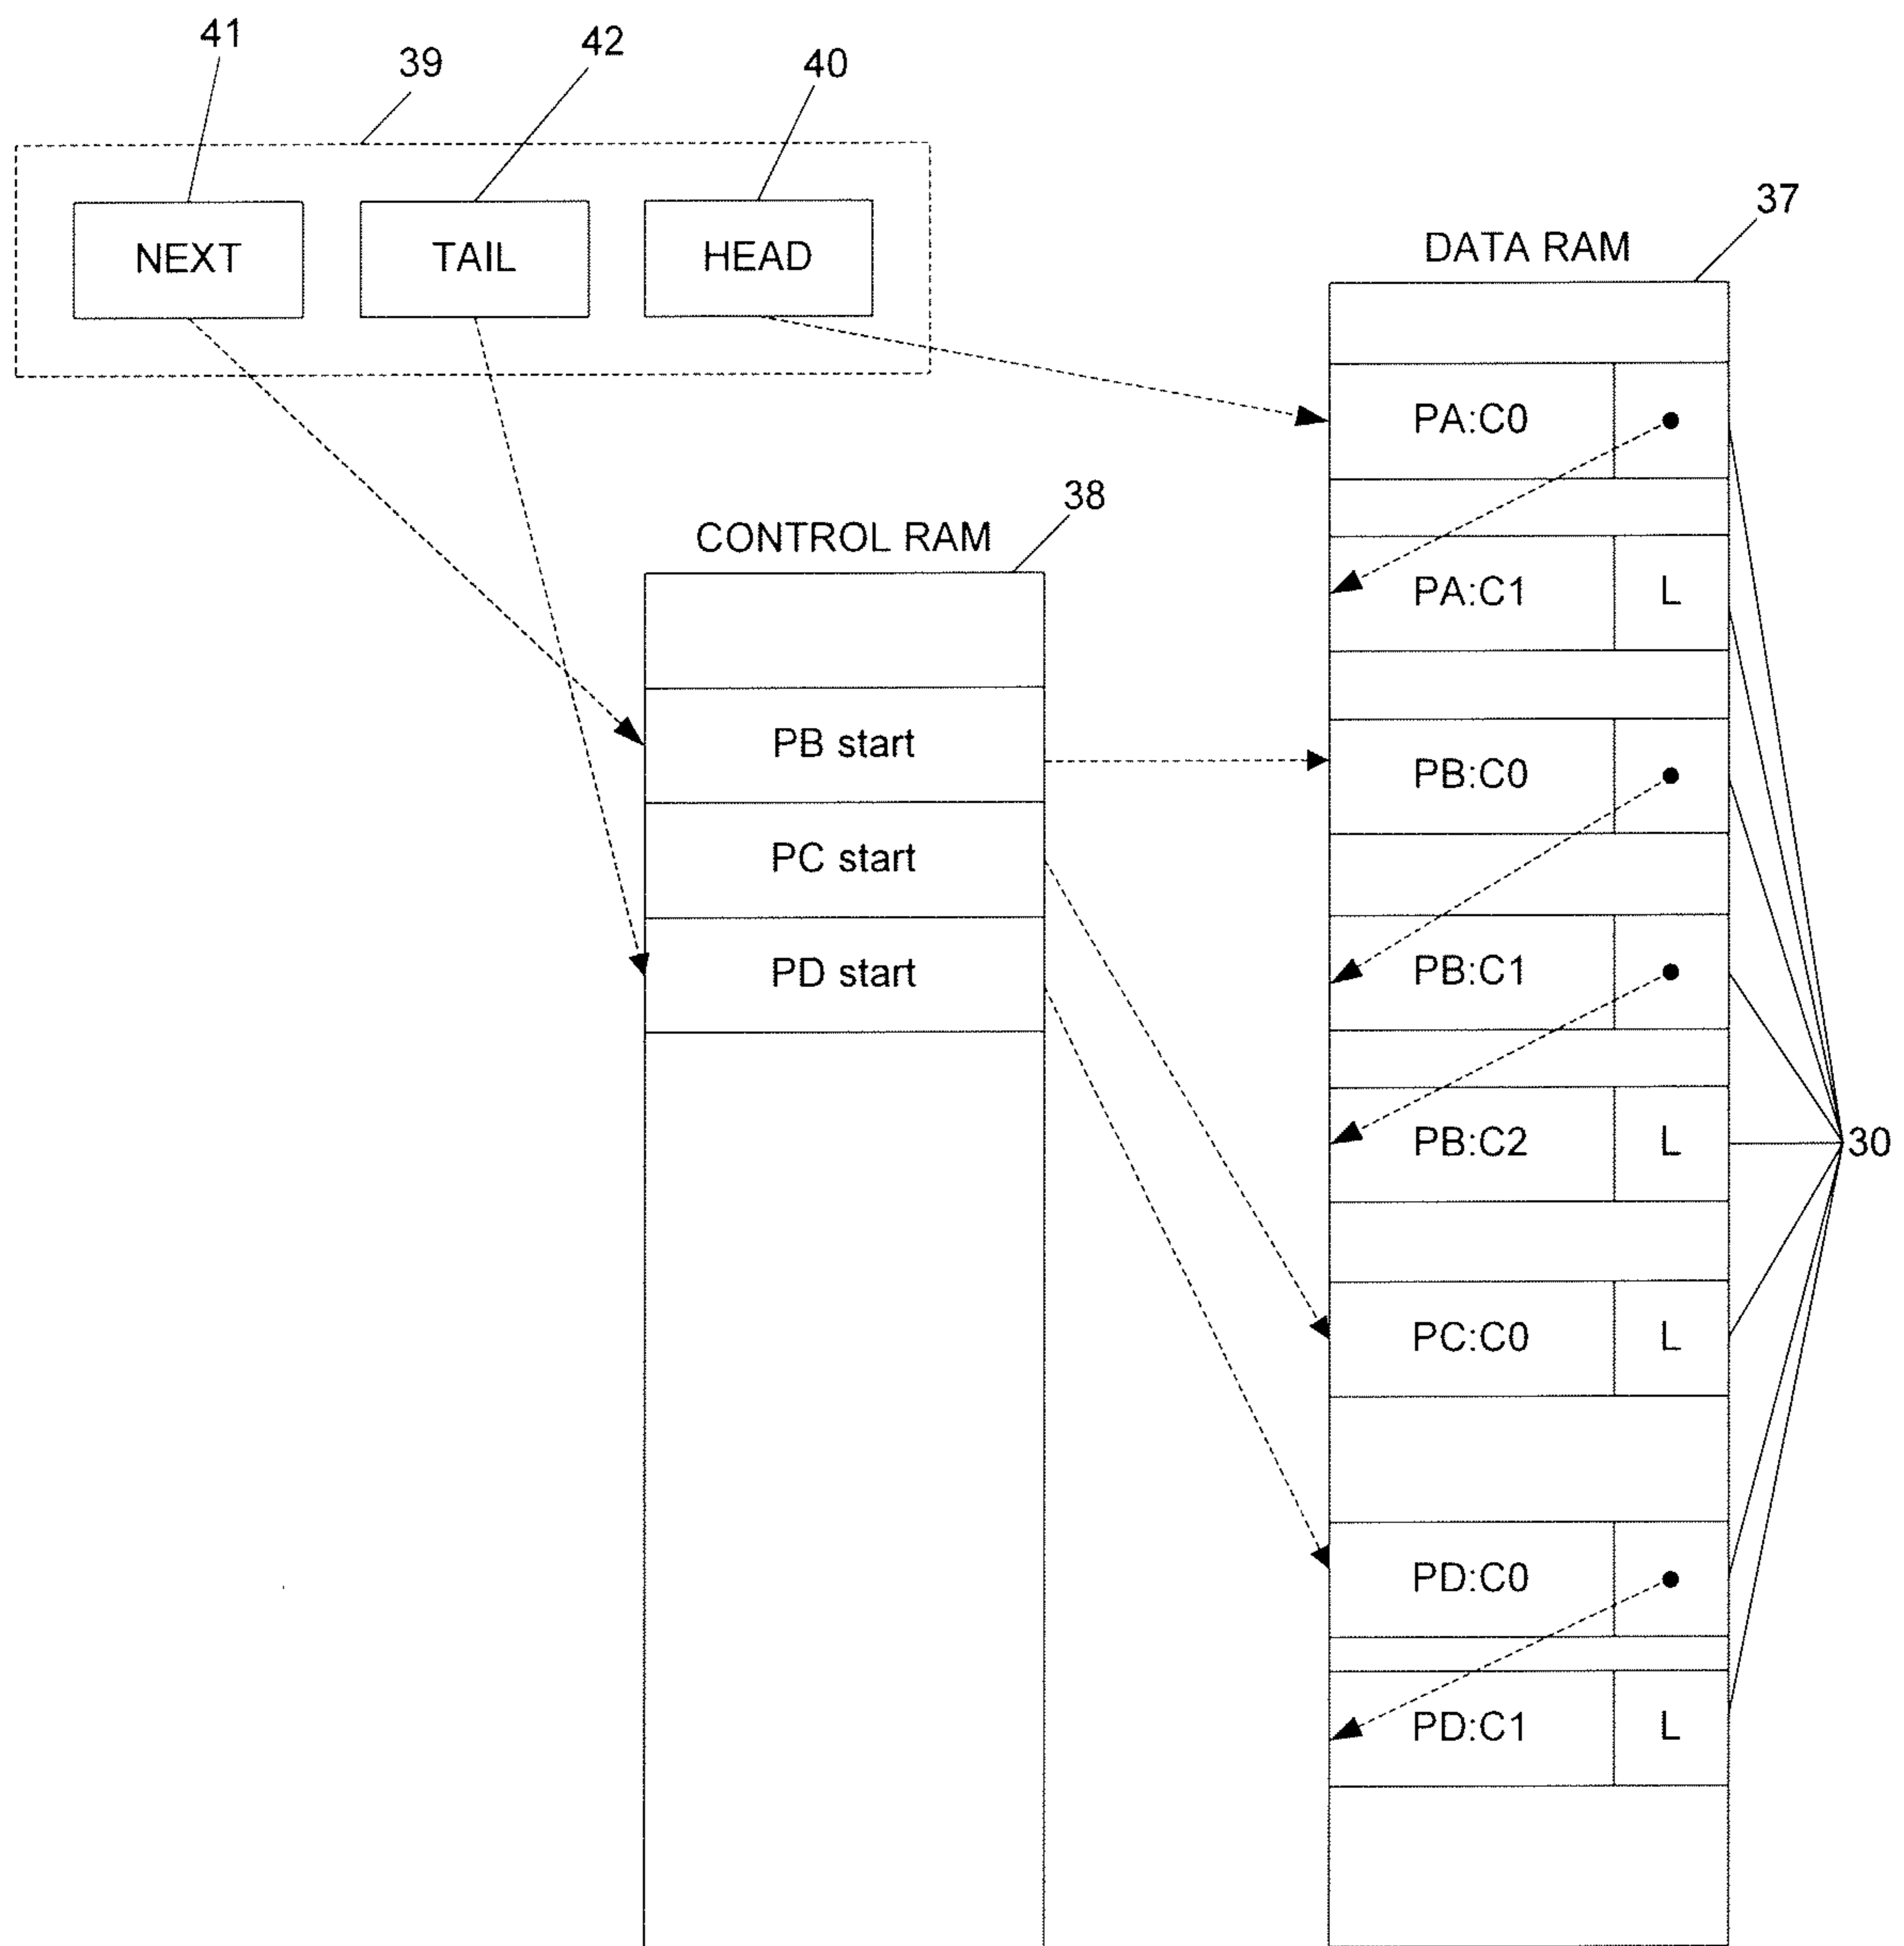 41
39
42
40
NEXT
TAIL
HEAD
37
DATA RAM
PA:C0
38
CONTROL RAM
PA:C1 L
PB start
PB:C0
PC start
PD start
PB:C1
PB:C2 L
30
PC:C0 L
PD:C0
PD:C1 L